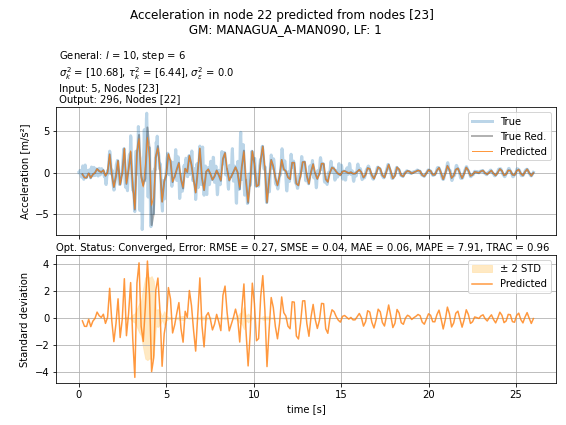 Acceleration in node 22 predicted from nodes [23]
GM: MANAGUA_A-MAN090, LF: 1
General: l = 10, step = 6
σ²ₖ = [10.68], τ²ₖ = [6.44], σ²ε = 0.0
Input: 5, Nodes [23]
Output: 296, Nodes [22]
True
True Red.
Predicted
Acceleration [m/s²]
5
0
−5
Opt. Status: Converged, Error: RMSE = 0.27, SMSE = 0.04, MAE = 0.06, MAPE = 7.91, TRAC = 0.96
± 2 STD
Predicted
Standard deviation
4
2
0
−2
−4
0 5 10 15 20 25
time [s]